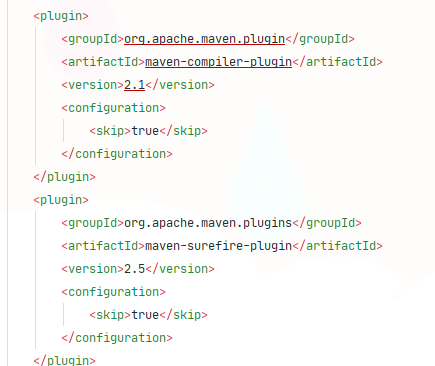 <plugin>
<groupId>org.apache.maven.plugin</groupId>
<artifactId>maven-compiler-plugin</artifactId>
<version>2.1</version>
<configuration>
<skip>true</skip>
</configuration>
</plugin>
<plugin>
<groupId>org.apache.maven.plugins</groupId>
<artifactId>maven-surefire-plugin</artifactId>
<version>2.5</version>
<configuration>
<skip>true</skip>
</configuration>
</plugin>